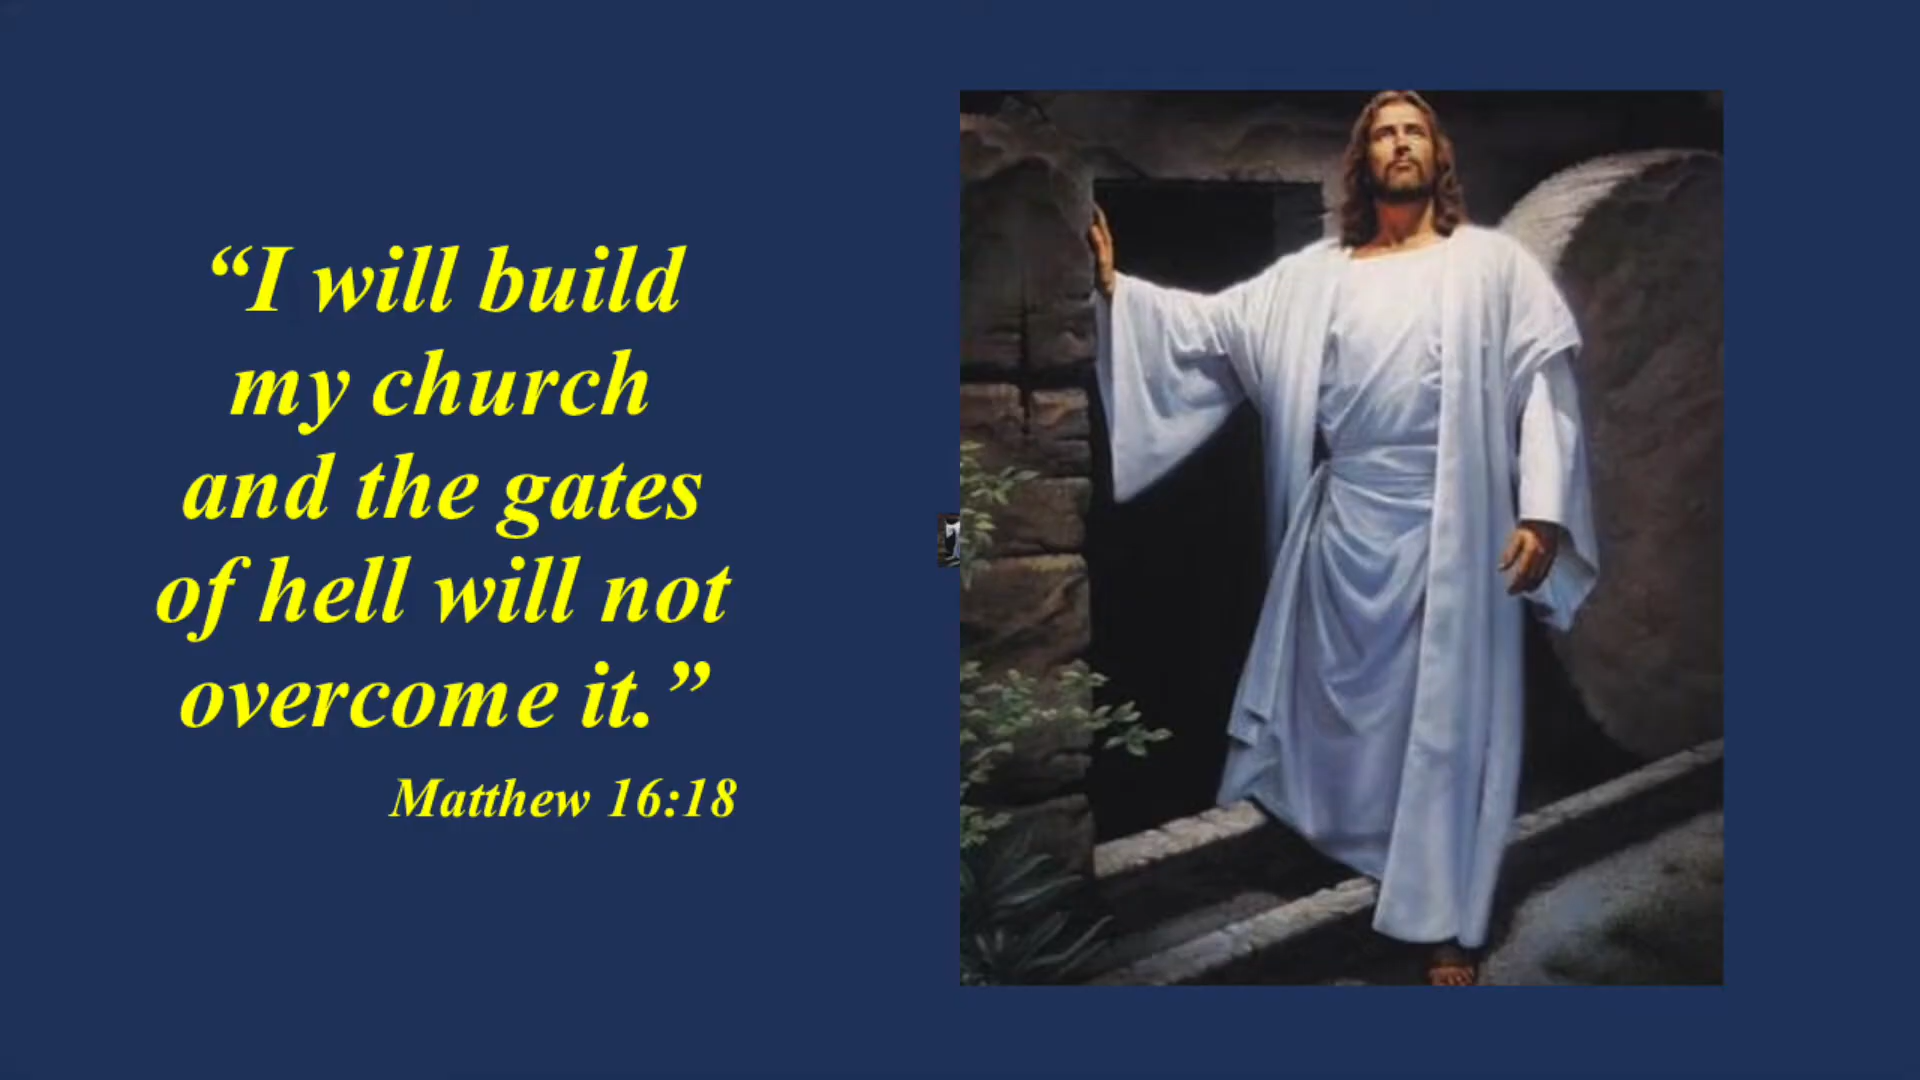 “I will build
my church
and the gates
of hell will not
overcome it.”
Matthew 16:18